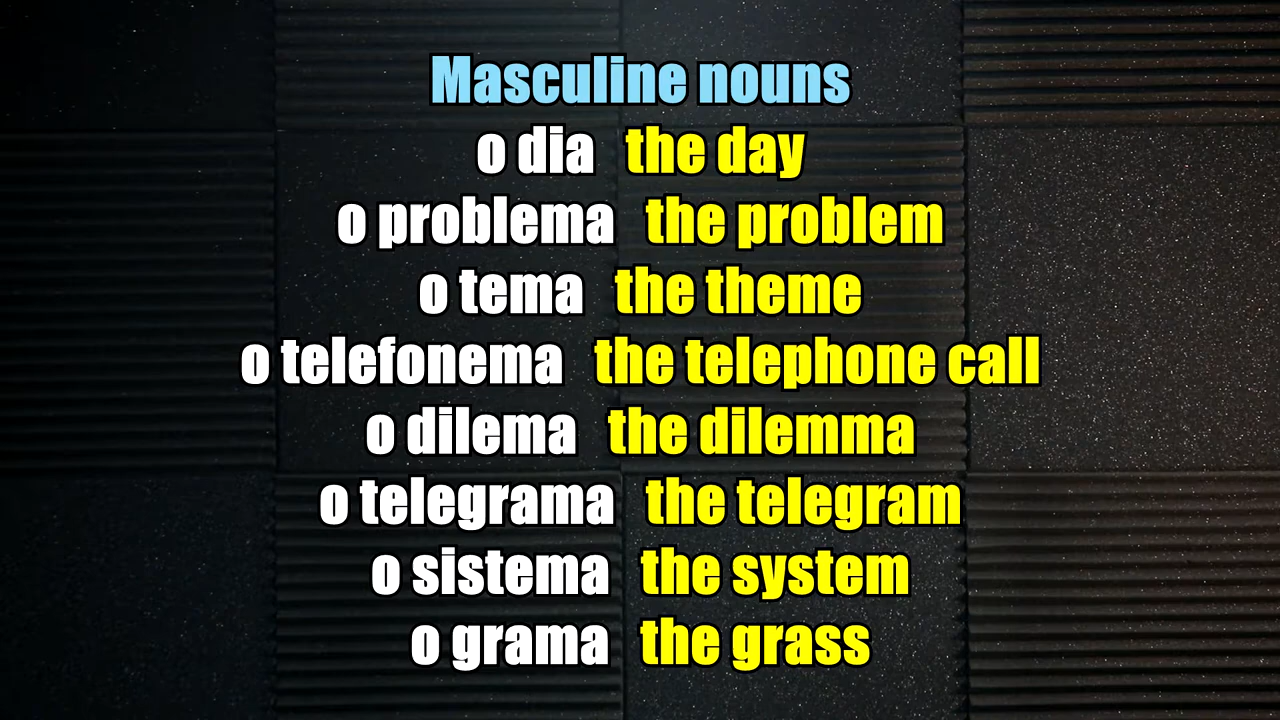 Masculine nouns
o dia the day
o problema the problem
o tema the theme
o telefonema the telephone call
o dilema the dilemma
o telegrama the telegram
o sistema the system
o grama the grass